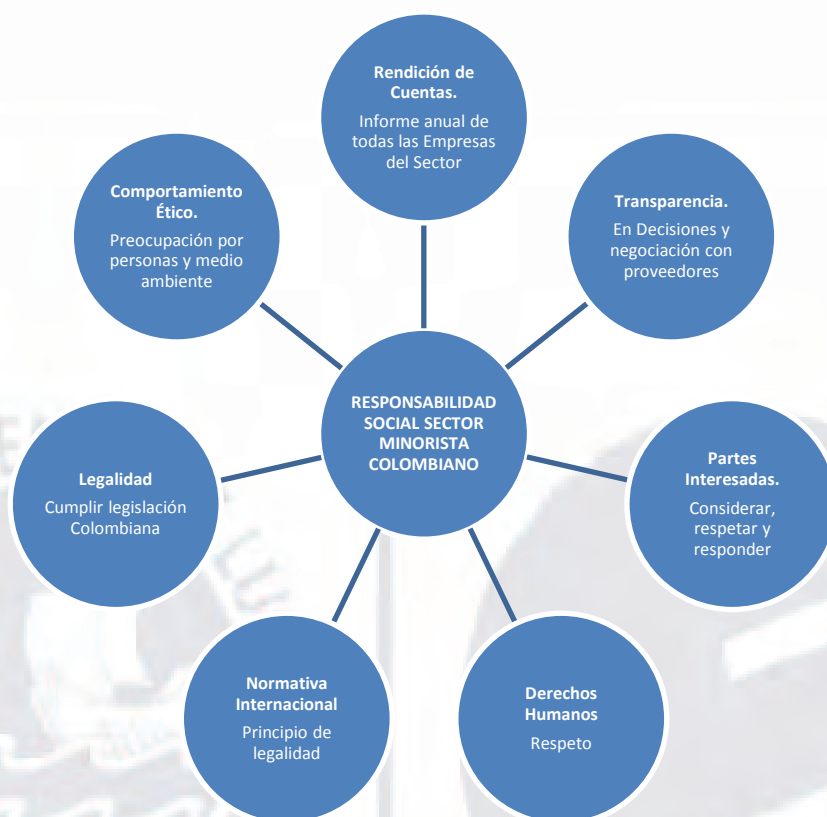 Rendición de
Cuentas.
Informe anual de
todas las Empresas
del Sector
Transparencia.
En Decisiones y
negociación con
proveedores
Partes
Interesadas.
Considerar,
respetar y
responder
Derechos
Humanos
Respeto
Normativa
Internacional
Principio de
legalidad
Legalidad
Cumplir legislación
Colombiana
Comportamiento
Ético.
Preocupación por
personas y medio
ambiente
RESPONSABILIDAD
SOCIAL SECTOR
MINORISTA
COLOMBIANO